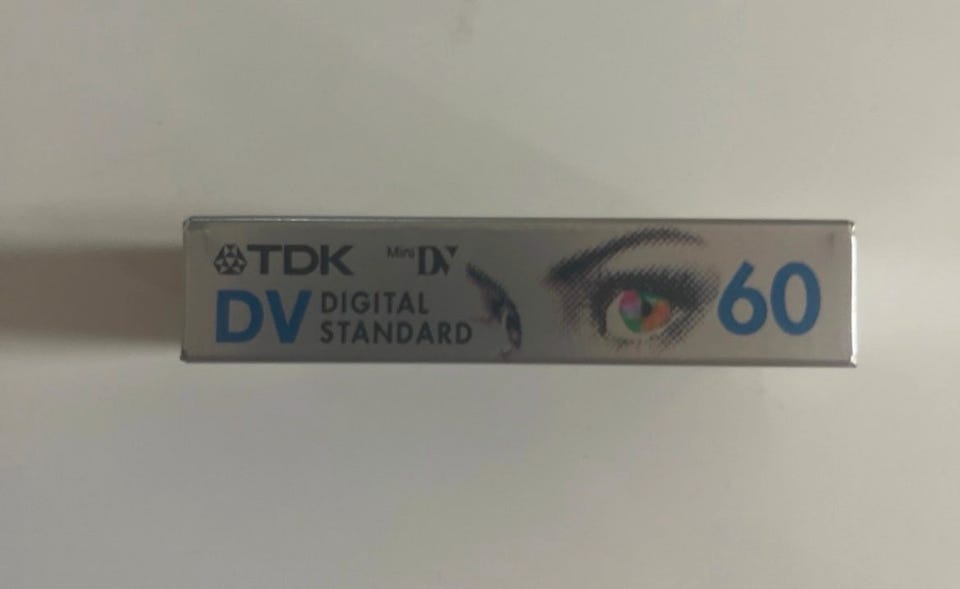 TDK Mini DV
DV DIGITAL
STANDARD
60